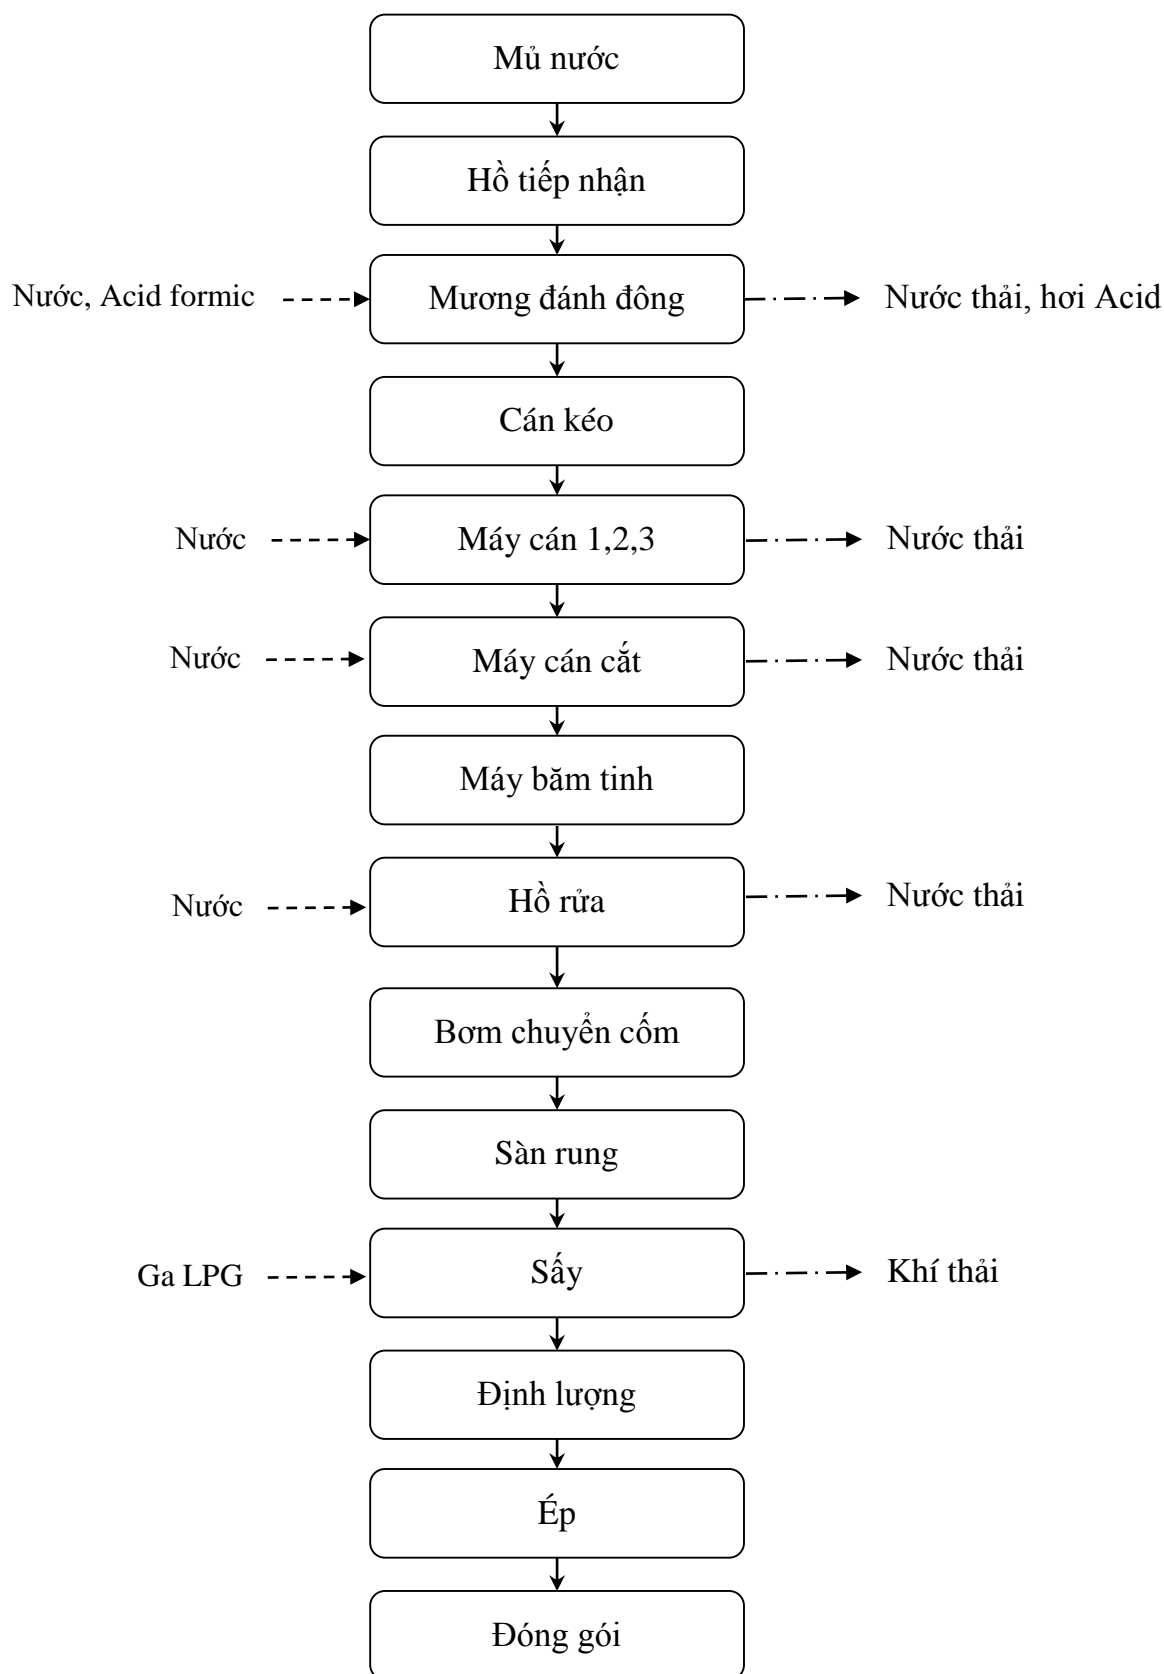 Mủ nước
Hồ tiếp nhận
Nước, Acid formic
Mương đánh đông
Nước thải, hơi Acid
Cán kéo
Nước
Máy cán 1,2,3
Nước thải
Nước
Máy cán cắt
Nước thải
Máy băm tinh
Nước
Hồ rửa
Nước thải
Bơm chuyển cốm
Sàn rung
Ga LPG
Sấy
Khí thải
Định lượng
Ép
Đóng gói